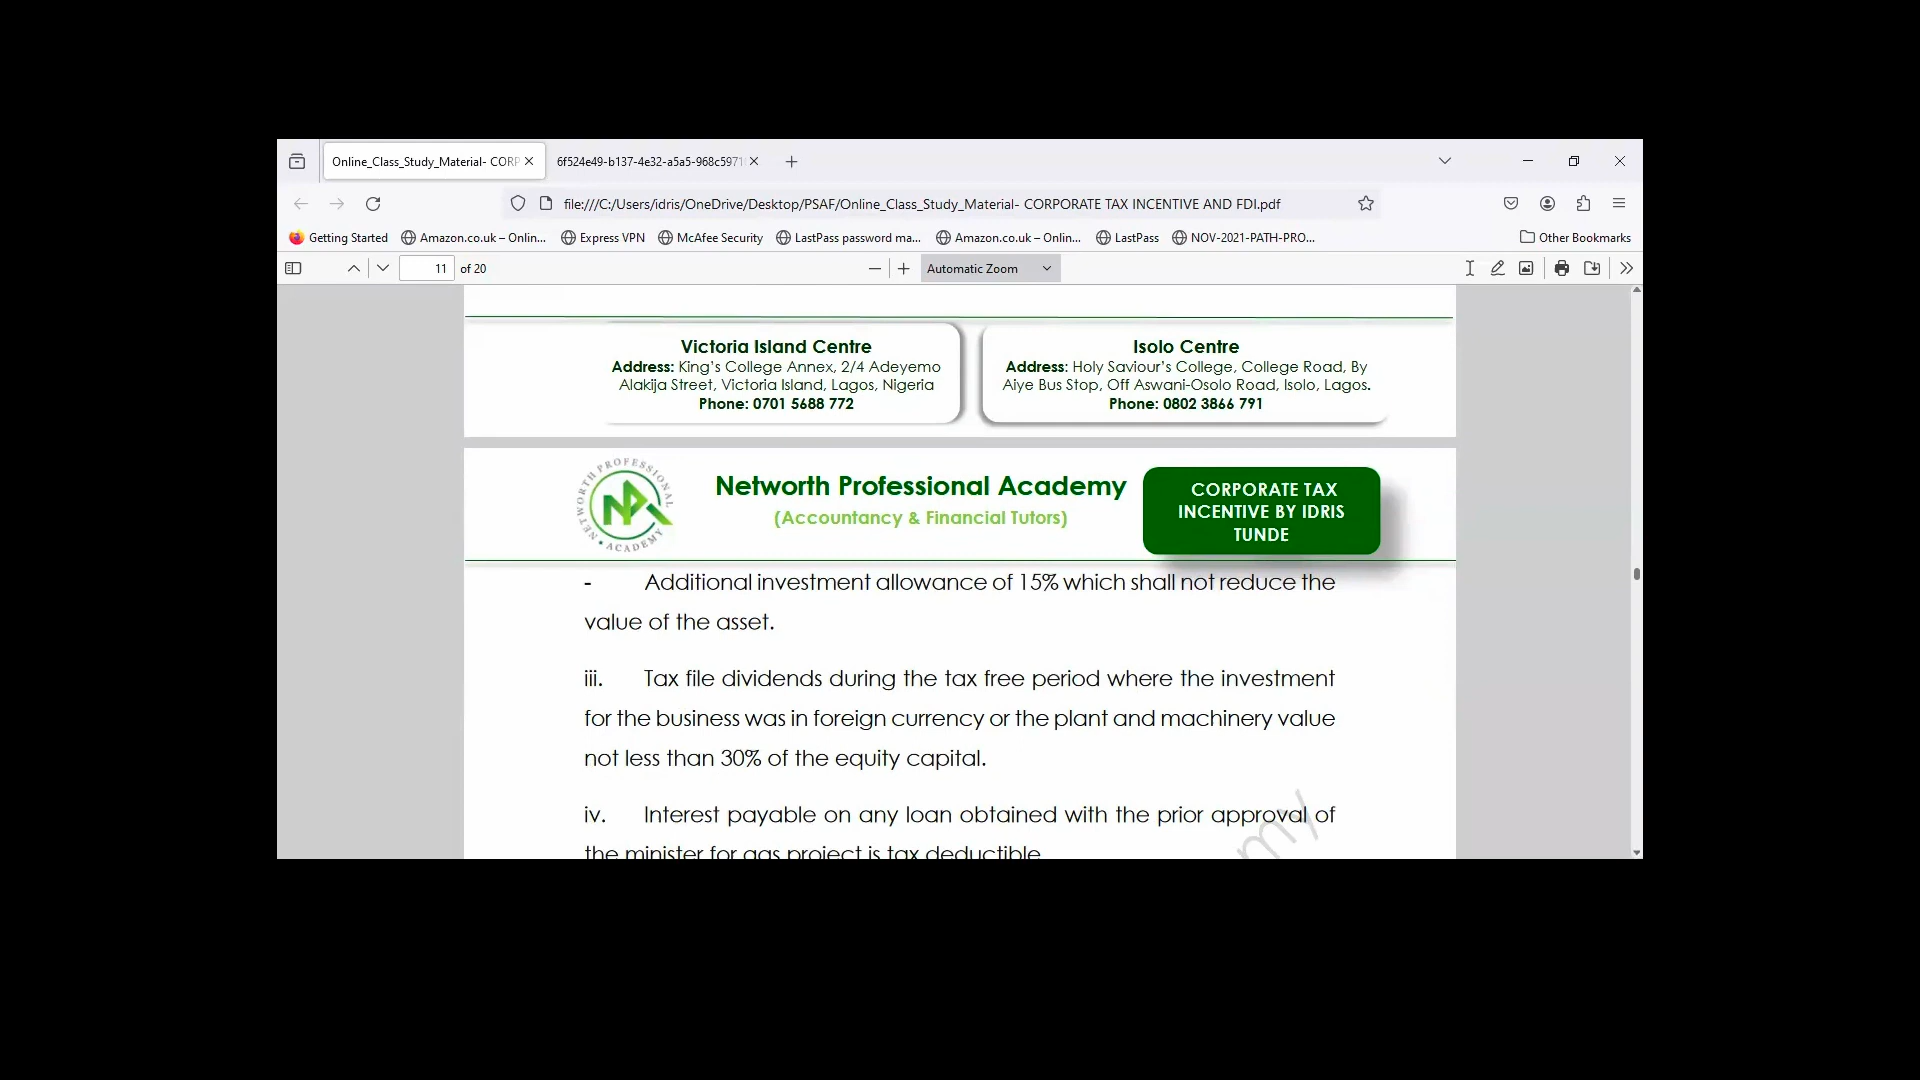 Online_Class_Study_Material- CORP
6f524e49-b137-4e32-a5a5-968c5971
file:///C:/Users/idris/OneDrive/Desktop/PSAF/Online_Class_Study_Material- CORPORATE TAX INCENTIVE AND FDI.pdf
Getting Started
Amazon.co.uk – Onlin...
Express VPN
McAfee Security
LastPass password ma...
Amazon.co.uk – Onlin...
LastPass
NOV-2021-PATH-PRO...
Other Bookmarks
11 of 20
Automatic Zoom
Victoria Island Centre
Address: King's College Annex, 2/4 Adeyemo
Alakija Street, Victoria Island, Lagos, Nigeria
Phone: 0701 5688 772
Isolo Centre
Address: Holy Saviour's College, College Road, By
Aiye Bus Stop, Off Aswani-Osolo Road, Isolo, Lagos.
Phone: 0802 3866 791
NETWORTH PROFESSIONAL
• ACADEMY •
Networth Professional Academy
(Accountancy & Financial Tutors)
CORPORATE TAX
INCENTIVE BY IDRIS
TUNDE
- Additional investment allowance of 15% which shall not reduce the
value of the asset.
iii. Tax file dividends during the tax free period where the investment
for the business was in foreign currency or the plant and machinery value
not less than 30% of the equity capital.
iv. Interest payable on any loan obtained with the prior approval of
the minister for gas project is tax deductible
my